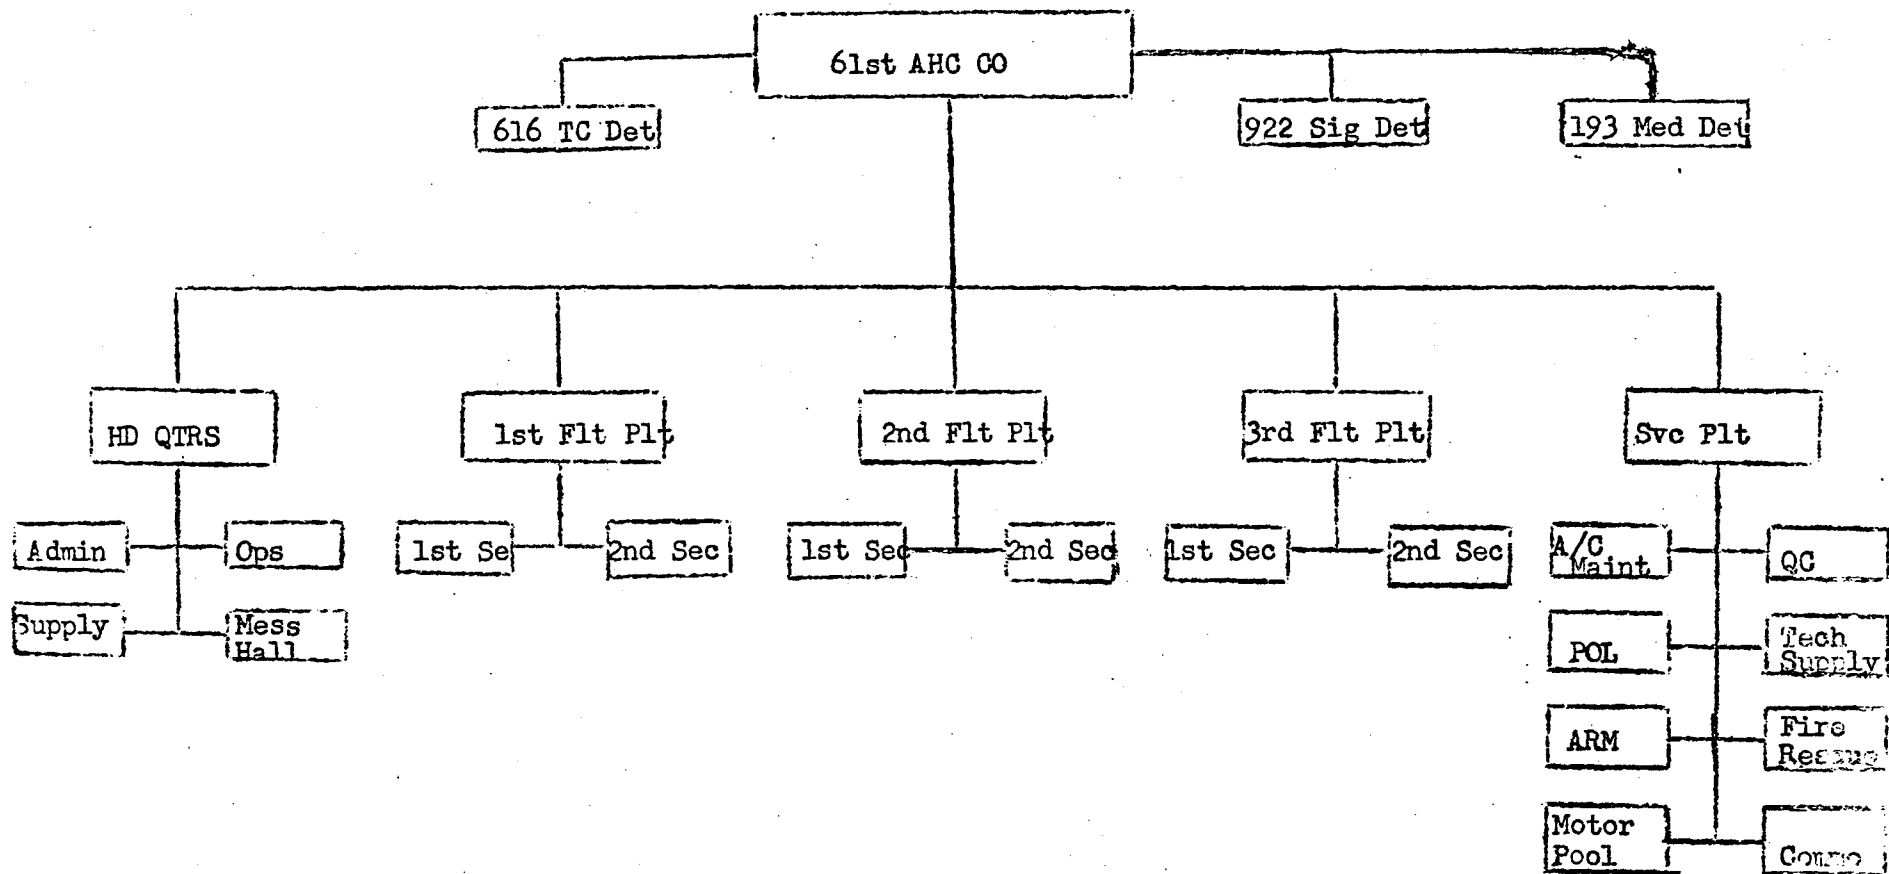 61st AHC CO
616 TC Det
922 Sig Det
193 Med Det
HD QTRS
1st Flt Plt
2nd Flt Plt
3rd Flt Plt
Svc Plt
Admin
Ops
1st Se
2nd Sec
1st Sec
2nd Sec
1st Sec
2nd Sec
A/C
Maint
QC
Supply
Mess
Hall
POL
Tech
Supply
ARM
Fire
Rescue
Motor
Pool
Commo